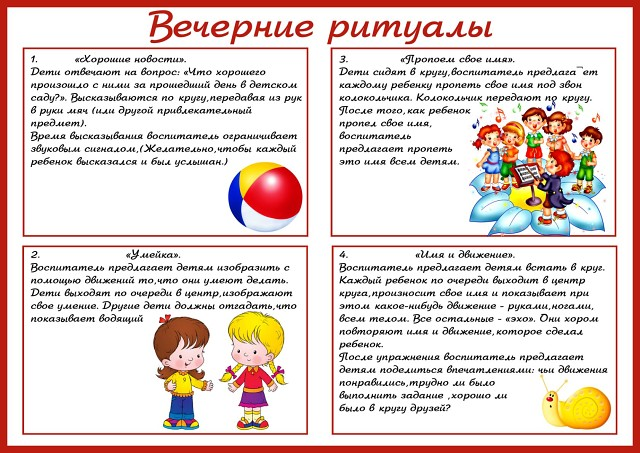 Вечерние ритуалы
1. «Хорошие новости».
Дети отвечают на вопрос: «Что хорошего
произошло с ними за прошедший день в детском
саду?». Высказываются по кругу,передавая из рук
в руки мяч (или другой привлекательный
предмет).
Время высказывания воспитатель ограничивает
звуковым сигналом,(Желательно,чтобы каждый
ребенок высказался и был услышан.)
2. «Умейка».
Воспитатель предлагает детям изобразить с
помощью движений то,что они умеют делать.
Дети выходят по очереди в центр,изображают
свое умение. Другие дети должны отгадать,что
показывает водящий
3. «Пропоем свое имя».
Дети сидят в кругу,воспитатель предлага¯ет
каждому ребенку пропеть свое имя под звон
колокольчика. Колокольчик передают по кругу.
После того,как ребенок
пропел свое имя,
воспитатель
предлагает пропеть
это имя всем детям.
4. «Имя и движение».
Воспитатель предлагает детям встать в круг.
Каждый ребенок по очереди выходит в центр
круга,произносит свое имя и показывает при
этом какое-нибудь движение - руками,ногами,
всем телом. Все остальные - «эхо». Они хором
повторяют имя и движение,которое сделал
ребенок.
После упражнения воспитатель предлагает
детям поделиться впечатлениями: чьи движения
понравились,трудно ли было
выполнить задание ,хорошо ли
было в кругу друзей?